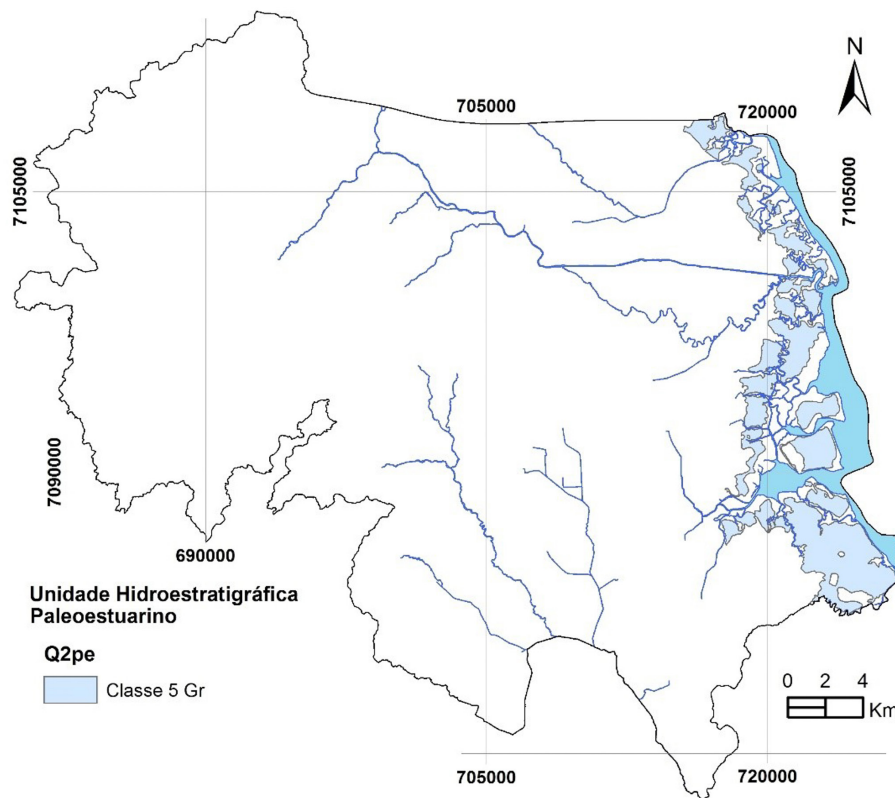 N
705000
720000
7105000
7105000
7090000
690000
Unidade Hidroestratigráfica
Paleoestuarino
Q2pe
Classe 5 Gr
0 2 4
Km
705000
720000